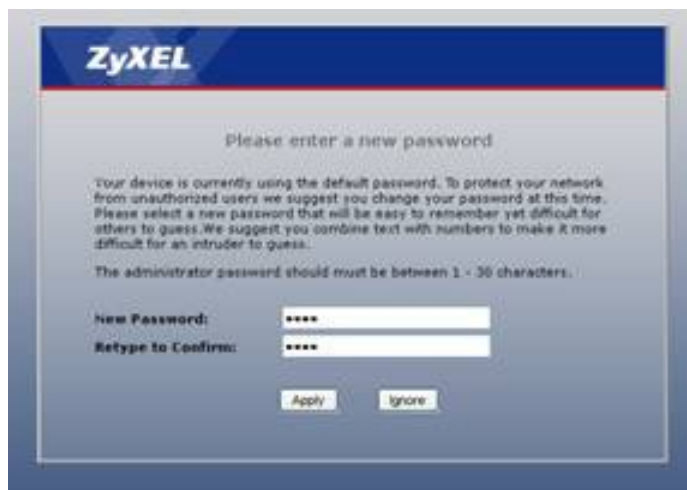 ZyXEL
Please enter a new password
Your device is currently using the default password. To protect your network
from unauthorized users we suggest you change your password at this time.
Please select a new password that will be easy to remember yet difficult for
others to guess.We suggest you combine text with numbers to make it more
difficult for an intruder to guess.
The administrator password should must be between 1 - 30 characters.
New Password: ••••
Retype to Confirm: ••••
Apply Ignore